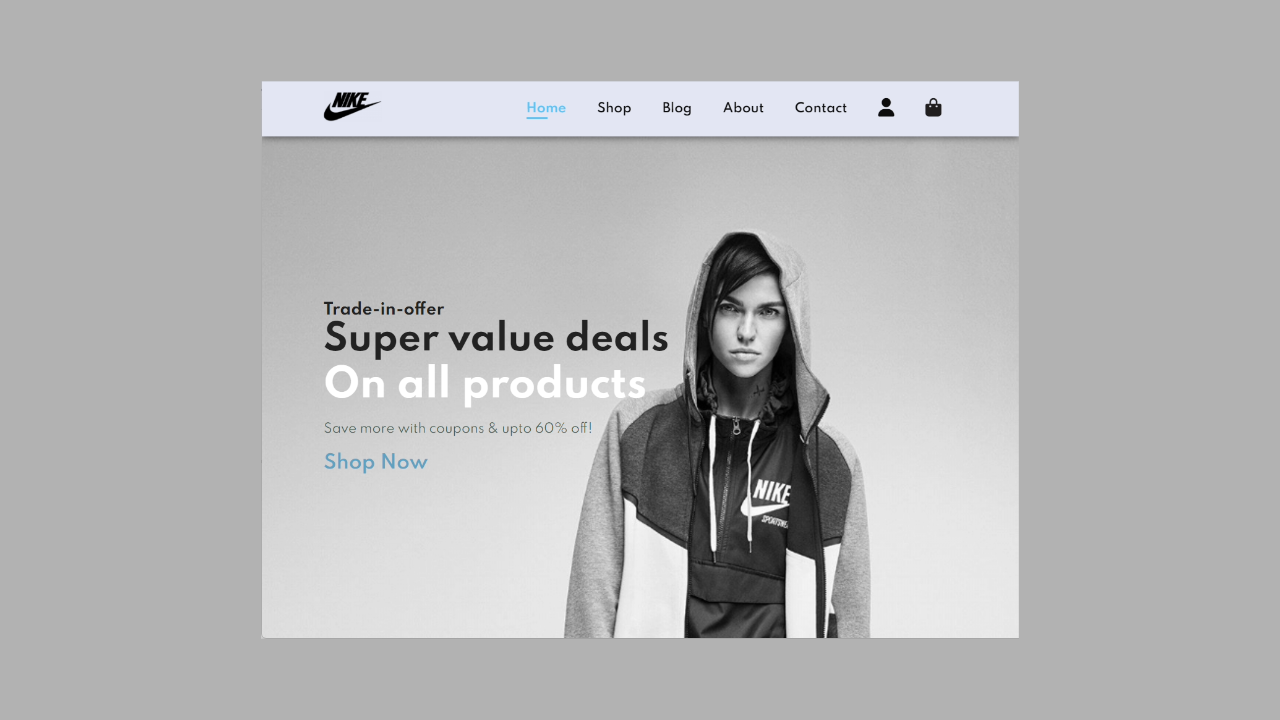 NIKE
Home Shop Blog About Contact
Trade-in-offer
Super value deals
On all products
Save more with coupons & upto 60% off!
Shop Now
NIKE